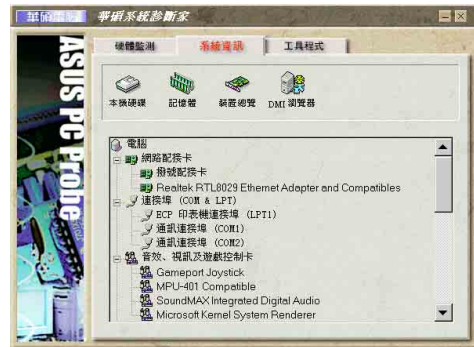 華碩電腦 華碩系統診斷家
硬體監測 系統資訊 工具程式
本機硬碟 記憶體 裝置總覽 DMI 瀏覽器
電腦
網路配接卡
撥號配接卡
Realtek RTL8029 Ethernet Adapter and Compatibles
連接埠 (COM & LPT)
ECP 印表機連接埠 (LPT1)
通訊連接埠 (COM1)
通訊連接埠 (COM2)
音效、視訊及遊戲控制卡
Gameport Joystick
MPU-401 Compatible
SoundMAX Integrated Digital Audio
Microsoft Kernel System Renderer
ASUS PC Probe